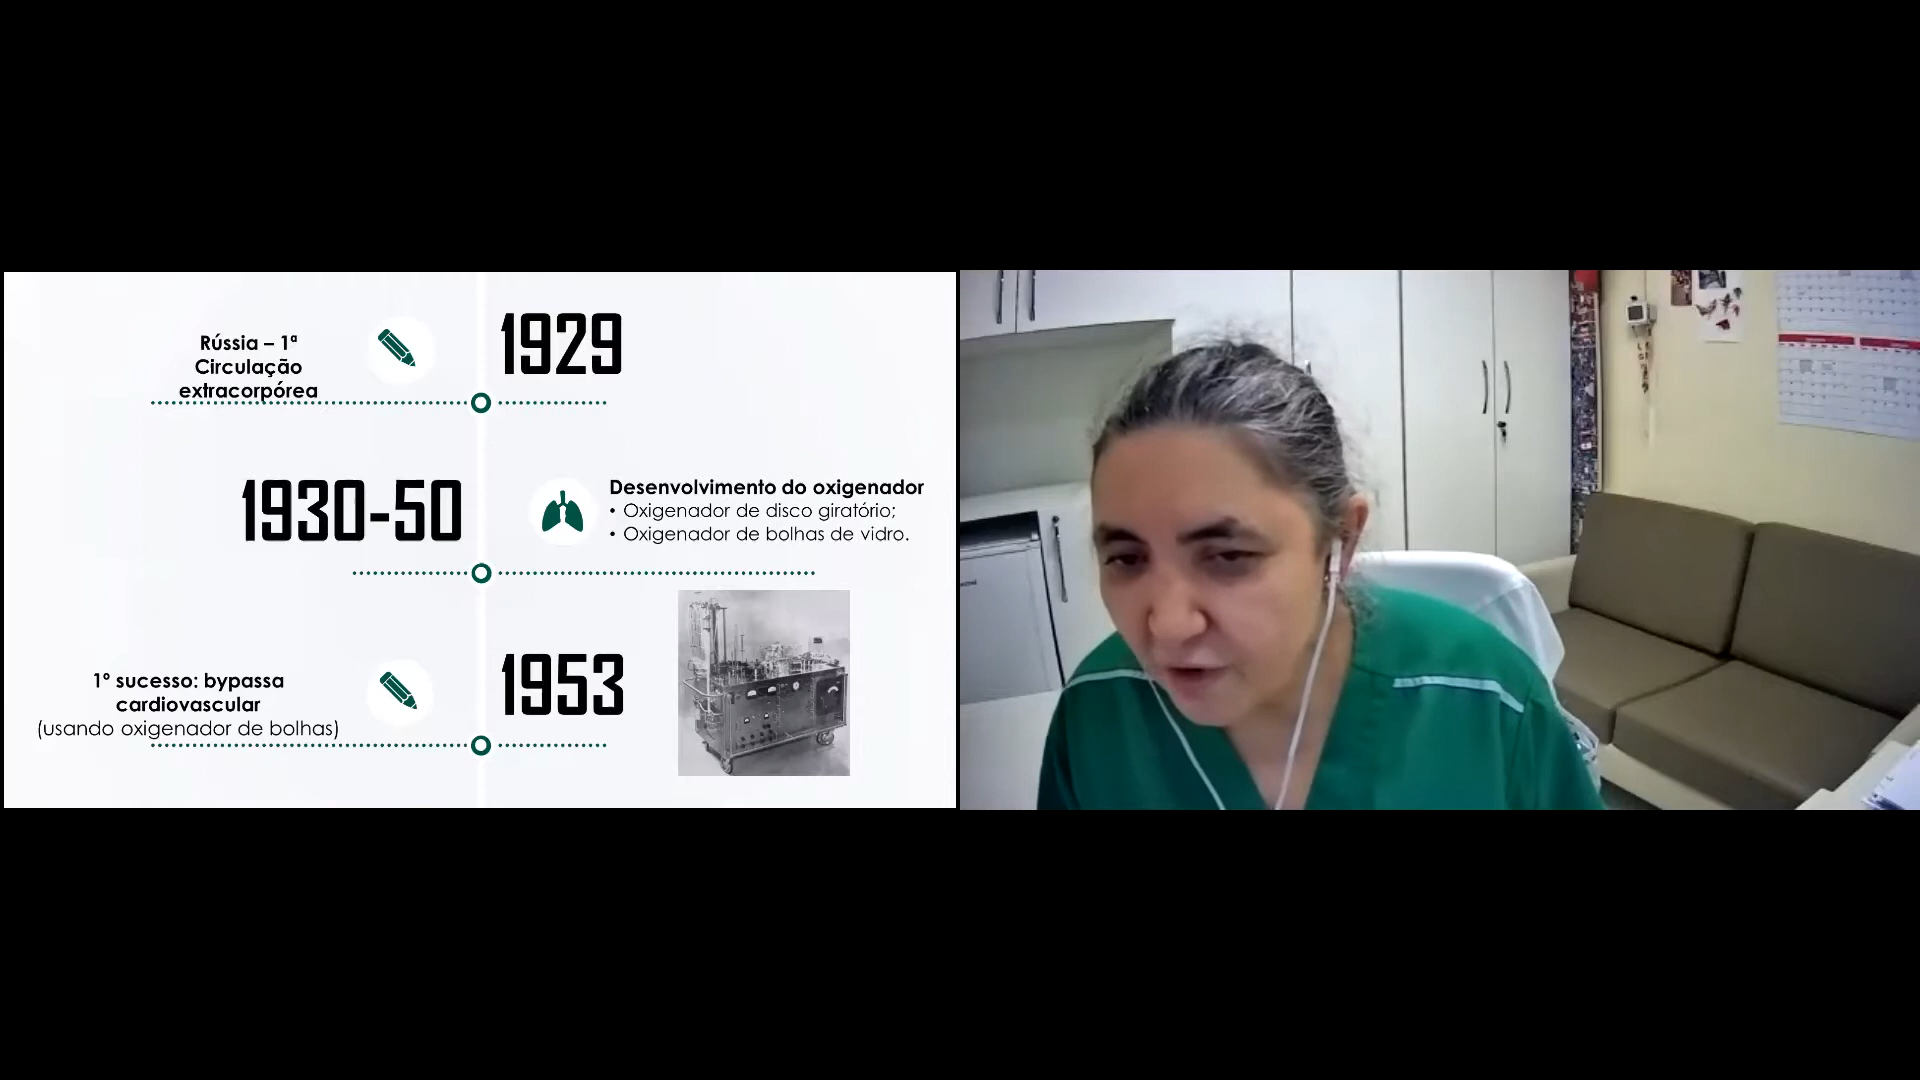 Rússia – 1ª
Circulação
extracorpórea
1929
1930-50
Desenvolvimento do oxigenador
• Oxigenador de disco giratório;
• Oxigenador de bolhas de vidro.
1º sucesso: bypassa
cardiovascular
(usando oxigenador de bolhas)
1953